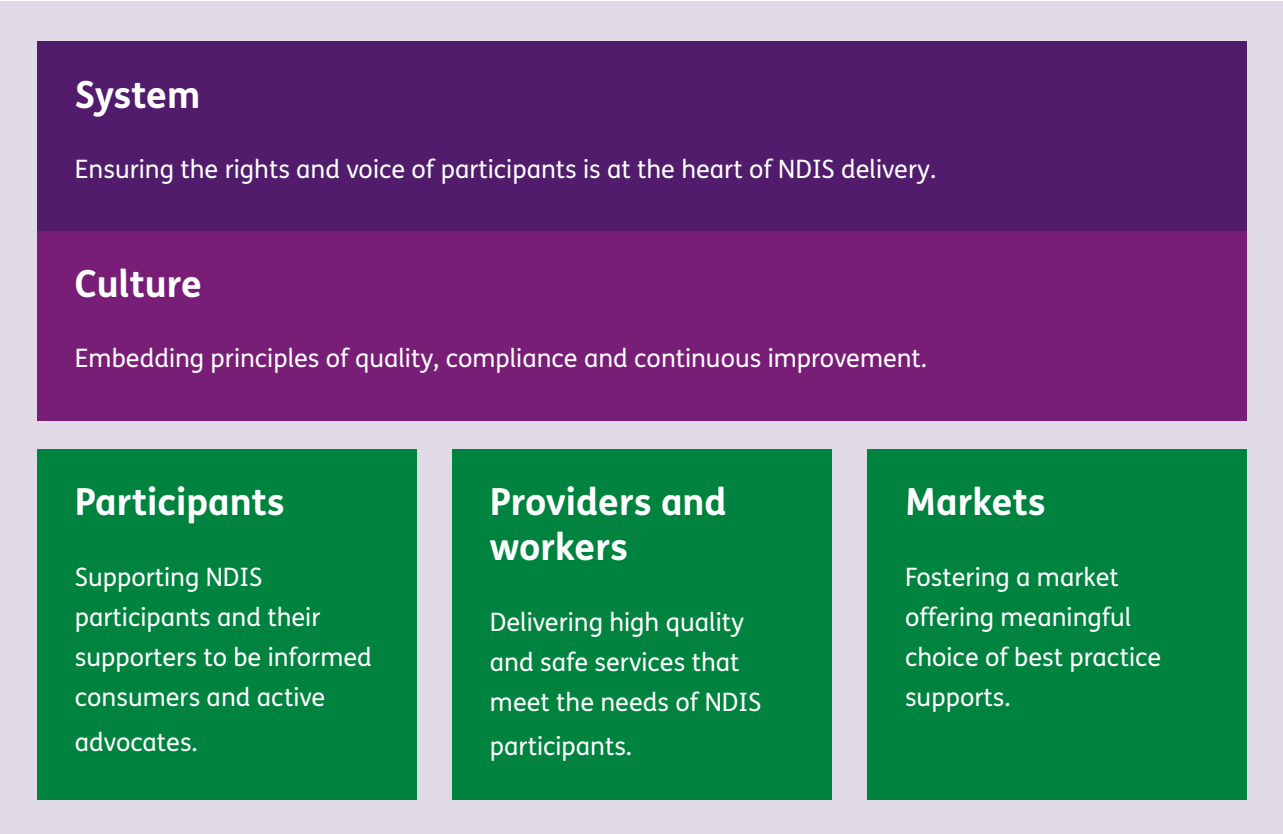 System
Ensuring the rights and voice of participants is at the heart of NDIS delivery.
Culture
Embedding principles of quality, compliance and continuous improvement.
Participants
Supporting NDIS
participants and their
supporters to be informed
consumers and active
advocates.
Providers and
workers
Delivering high quality
and safe services that
meet the needs of NDIS
participants.
Markets
Fostering a market
offering meaningful
choice of best practice
supports.